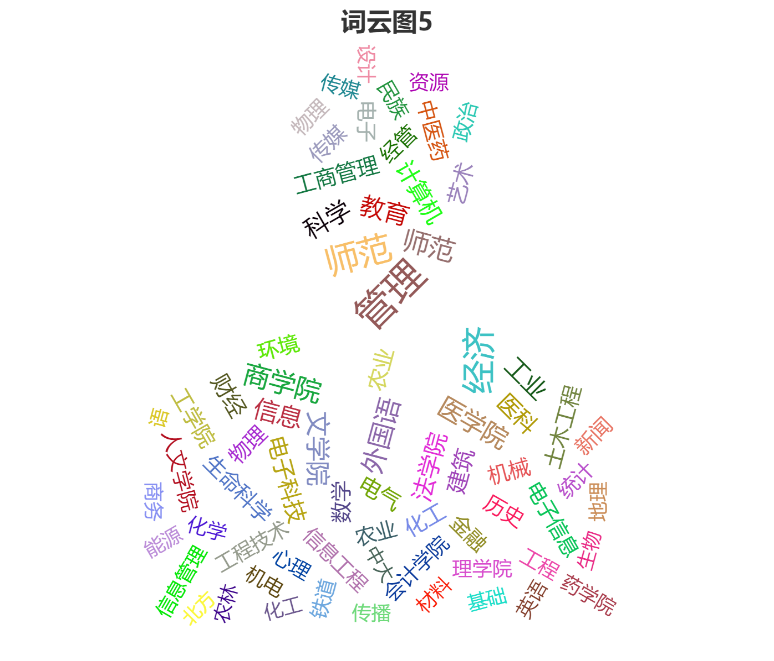 词云图5
设计
传媒
民族
资源
物理
电子
中医药
政治
传媒
经管
工商管理
计算机
艺术
科学
教育
师范
师范
管理
环境
农业
经济
工业
商学院
财经
工学院
语
信息
文学院
外国语
医学院
医科
土木工程
新闻
物理
人文学院
生命科学
电子科技
法学院
建筑
机械
统计
商务
数学
电气
历史
电子信息
地理
能源
化学
工程技术
信息工程
农业
化工
金融
生物
中大
会计学院
理学院
工程
药学院
信息管理
心理
机电
北方
农林
化工
铁道
传播
材料
基础
英语